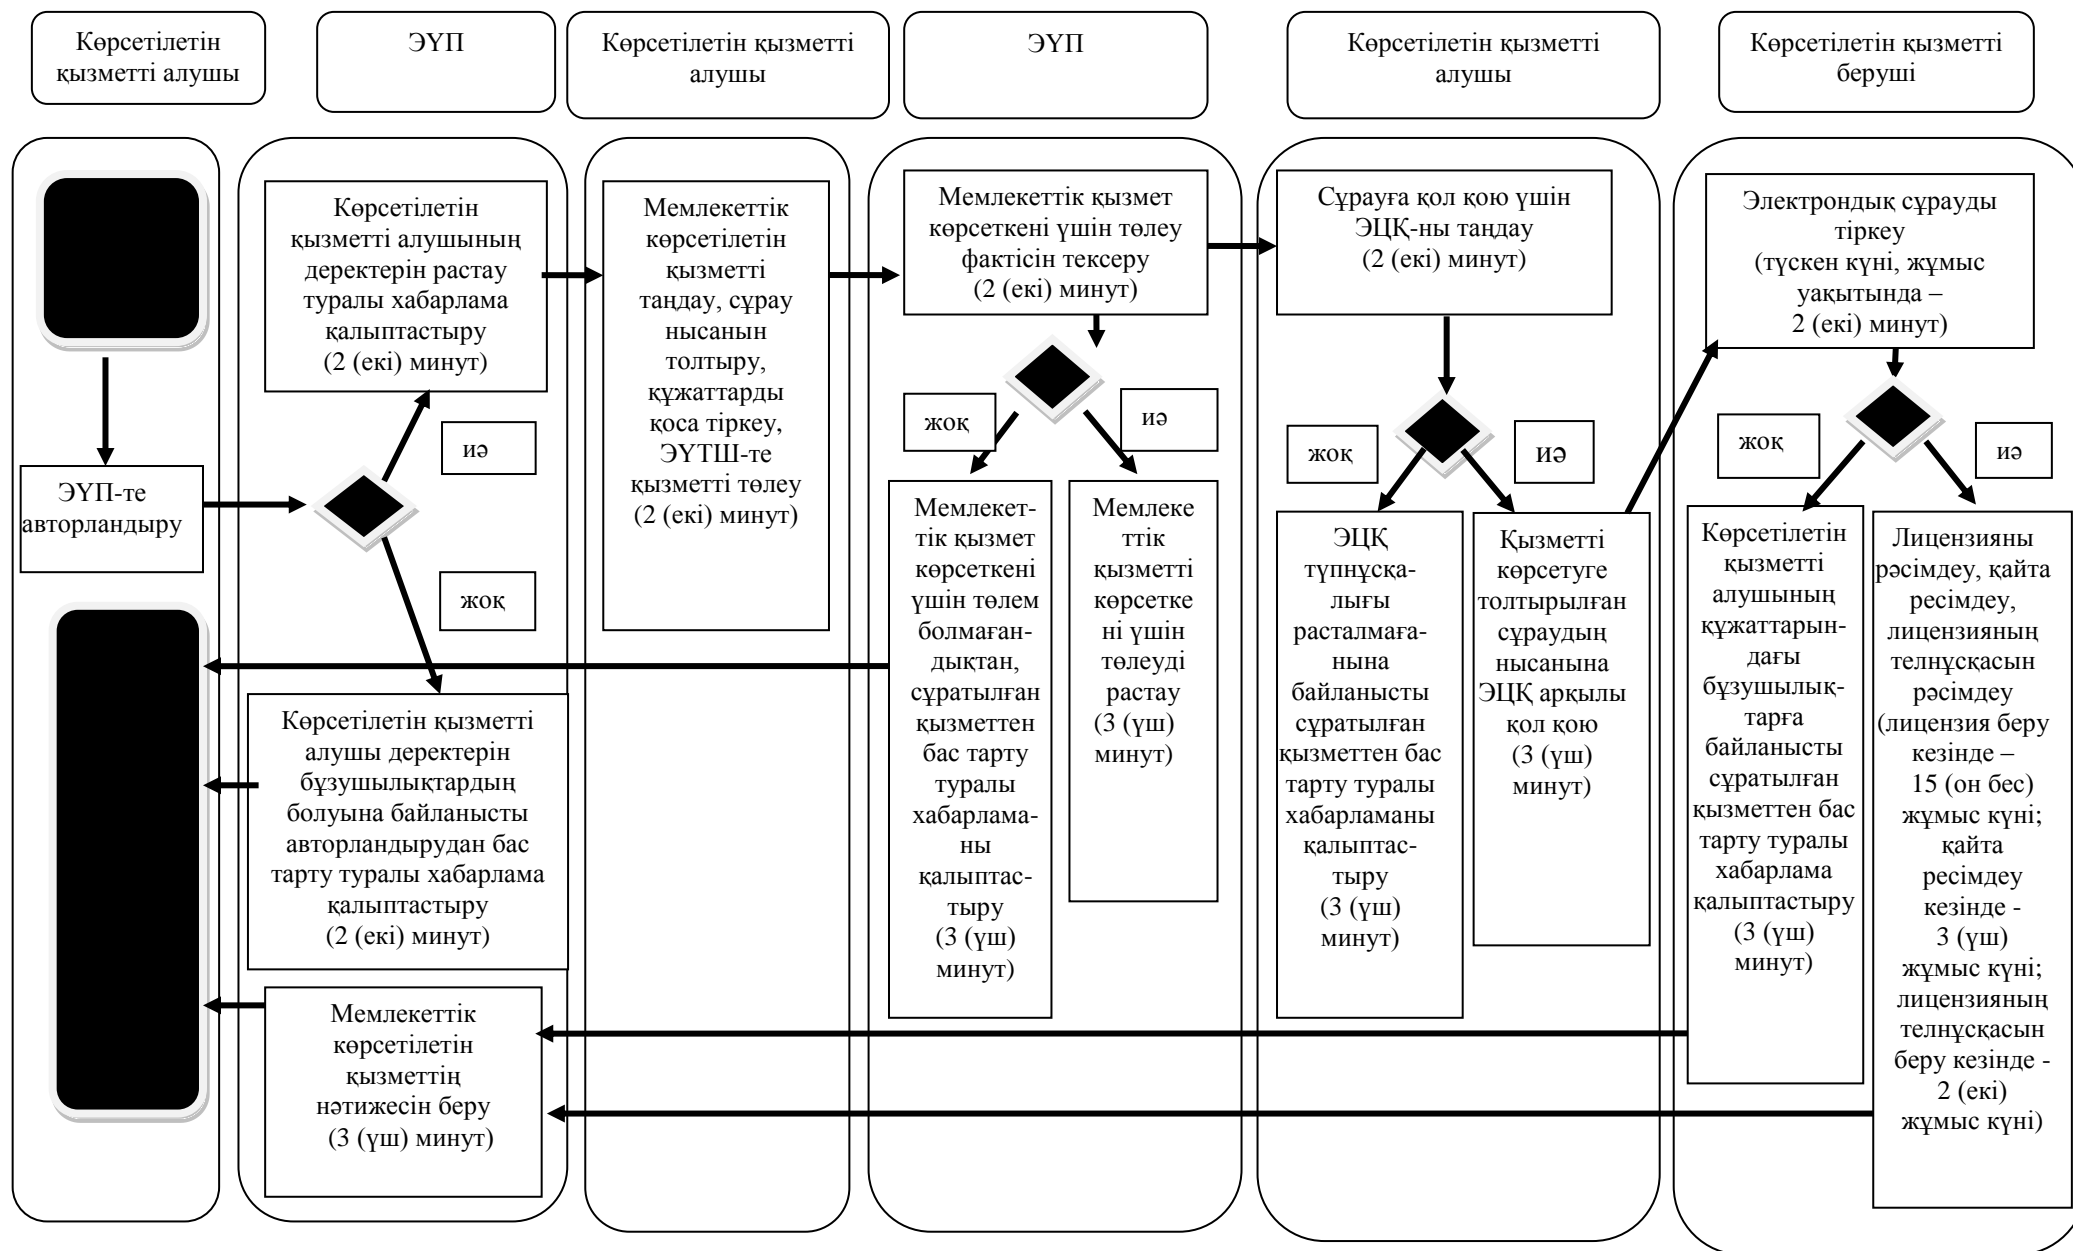 Көрсетілетін
қызметті алушы
ЭҮП
Көрсетілетін қызметті
алушы
ЭҮП
Көрсетілетін қызметті
алушы
Көрсетілетін қызметті
беруші
ЭҮП-те
авторландыру
Көрсетілетін
қызметті алушының
деректерін растау
туралы хабарлама
қалыптастыру
(2 (екі) минут)
иә
жоқ
Көрсетілетін қызметті
алушы деректерін
бұзушылықтардың
болуына байланысты
авторландырудан бас
тарту туралы хабарлама
қалыптастыру
(2 (екі) минут)
Мемлекеттік
көрсетілетін
қызметтің
нәтижесін беру
(3 (үш) минут)
Мемлекеттік
көрсетілетін
қызметті
таңдау, сұрау
нысанын
толтыру,
құжаттарды
қоса тіркеу,
ЭҮТШ-те
қызметті төлеу
(2 (екі) минут)
Мемлекеттік қызмет
көрсеткені үшін төлеу
фактісін тексеру
(2 (екі) минут)
жоқ
иә
Мемлекет-
тік қызмет
көрсеткені
үшін төлем
болмаған-
дықтан,
сұратылған
қызметтен
бас тарту
туралы
хабарлама-
ны
қалыптас-
тыру
(3 (үш)
минут)
Мемлеке
ттік
қызметті
көрсетке
ні үшін
төлеуді
растау
(3 (үш)
минут)
Сұрауға қол қою үшін
ЭЦҚ-ны таңдау
(2 (екі) минут)
жоқ
иә
ЭЦҚ
түпнұсқа-
лығы
расталмаға-
нына
байланысты
сұратылған
қызметтен бас
тарту туралы
хабарламаны
қалыптас-
тыру
(3 (үш)
минут)
Қызметті
көрсетуге
толтырылған
сұраудың
нысанына
ЭЦҚ арқылы
қол қою
(3 (үш)
минут)
Электрондық сұрауды
тіркеу
(түскен күні, жұмыс
уақытында –
2 (екі) минут)
жоқ
иә
Көрсетілетін
қызметті
алушының
құжаттарын-
дағы
бұзушылық-
тарға
байланысты
сұратылған
қызметтен бас
тарту туралы
хабарлама
қалыптастыру
(3 (үш)
минут)
Лицензияны
рәсімдеу, қайта
ресімдеу,
лицензияның
телнұсқасын
рәсімдеу
(лицензия беру
кезінде –
15 (он бес)
жұмыс күні;
қайта
ресімдеу
кезінде -
3 (үш)
жұмыс күні;
лицензияның
телнұсқасын
беру кезінде -
2 (екі)
жұмыс күні)